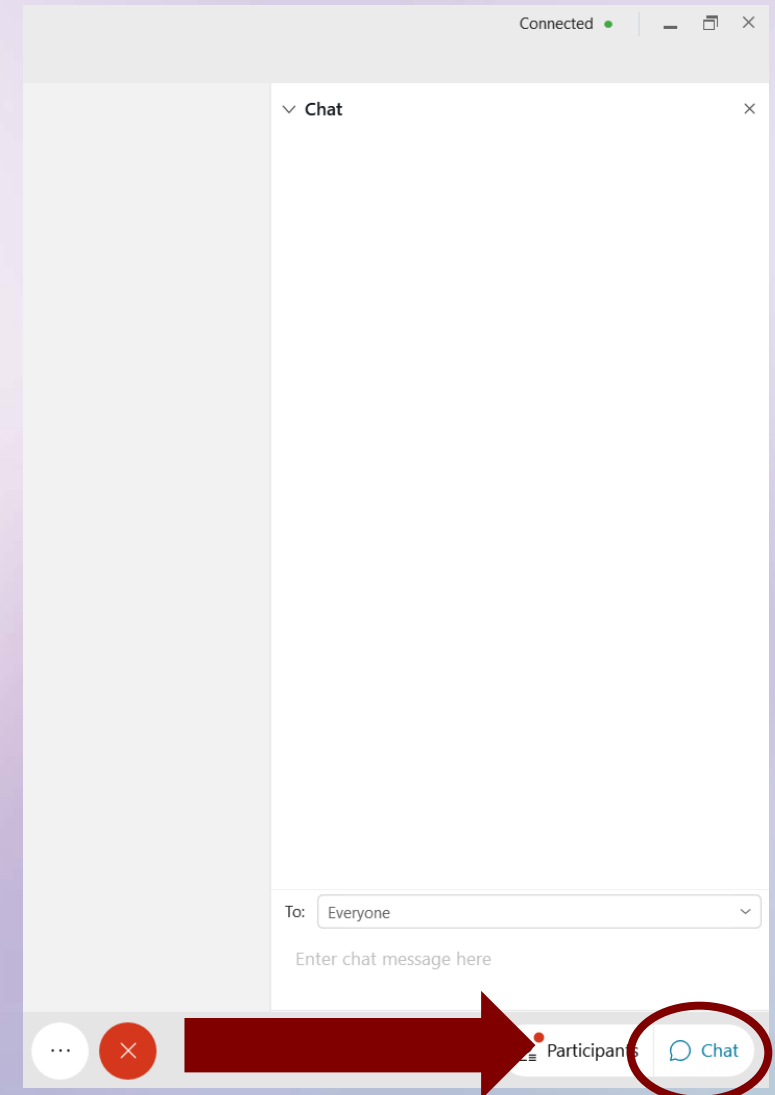 Connected
Chat
To: Everyone
Enter chat message here
Participants Chat